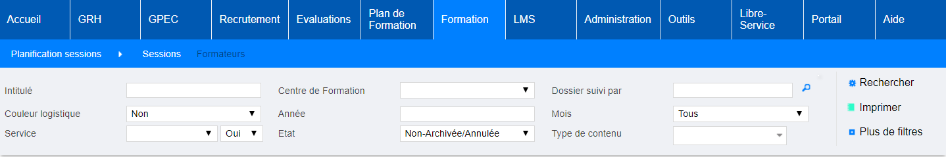 Accueil GRH GPEC Recrutement Evaluations Plan de Formation Formation LMS Administration Outils Libre-Service Portail Aide
Planification sessions Sessions Formateurs
Intitulé Centre de Formation Dossier suivi par Rechercher
Couleur logistique Non Année Mois Tous Imprimer
Service Oui Etat Non-Archivée/Annulée Type de contenu Plus de filtres